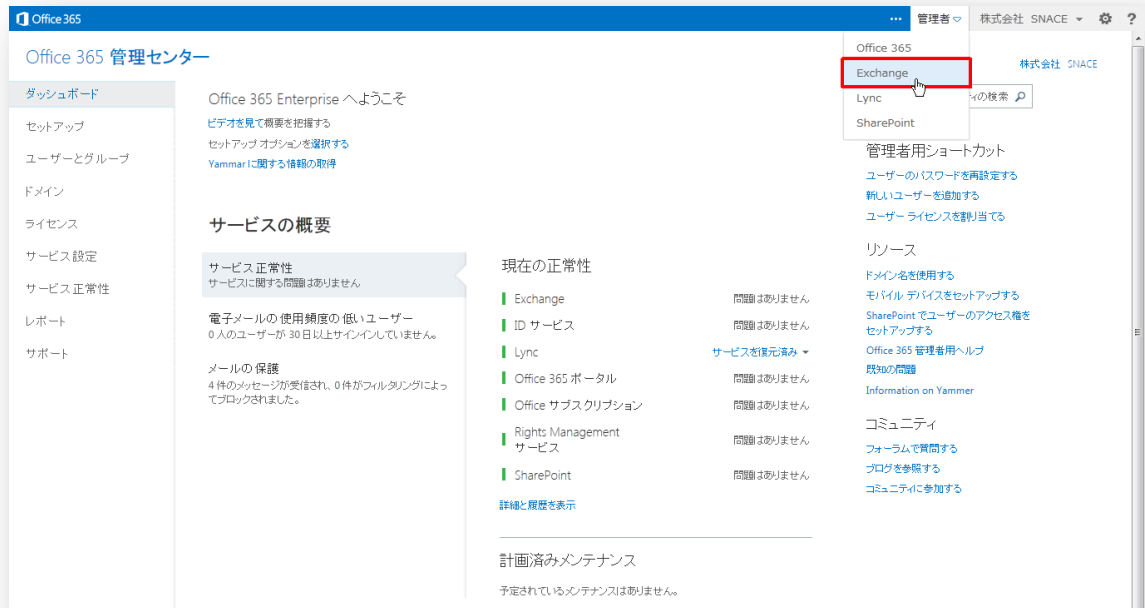 Office 365
... 管理者 株式会社 SNACE ?
Office 365 管理センター
Office 365
Exchange
Lync
SharePoint
株式会社 SNACE
ィの検索
ダッシュボード
セットアップ
ユーザーとグループ
ドメイン
ライセンス
サービス設定
サービス正常性
レポート
サポート
Office 365 Enterprise へようこそ
ビデオを見て概要を把握する
セットアップ オプションを選択する
Yammarに関する情報の取得
サービスの概要
サービス正常性
サービスに関する問題はありません
電子メールの使用頻度の低いユーザー
0 人のユーザーが 30 日以上サインインしていません。
メールの保護
4 件のメッセージが受信され、0 件がフィルタリングによっ
てブロックされました。
現在の正常性
Exchange 問題はありません
ID サービス 問題はありません
Lync サービスを復元済み
Office 365 ポータル 問題はありません
Office サブスクリプション 問題はありません
Rights Management
サービス 問題はありません
SharePoint 問題はありません
詳細と履歴を表示
計画済みメンテナンス
予定されているメンテナンスはありません。
管理者用ショートカット
ユーザーのパスワードを再設定する
新しいユーザーを追加する
ユーザー ライセンスを割り当てる
リソース
ドメイン名を使用する
モバイル デバイスをセットアップする
SharePoint でユーザーのアクセス権を
セットアップする
Office 365 管理者用ヘルプ
既知の問題
Information on Yammer
コミュニティ
フォーラムで質問する
ブログを参照する
コミュニティに参加する